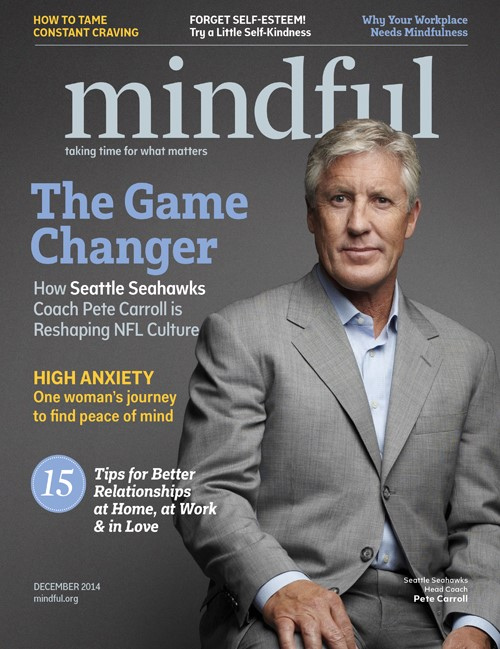 HOW TO TAME
CONSTANT CRAVING
FORGET SELF-ESTEEM!
Try a Little Self-Kindness
Why Your Workplace
Needs Mindfulness
mindful
taking time for what matters
The Game
Changer
How Seattle Seahawks
Coach Pete Carroll is
Reshaping NFL Culture
HIGH ANXIETY
One woman's journey
to find peace of mind
15
Tips for Better
Relationships
at Home, at Work
& in Love
DECEMBER 2014
mindful.org
Seattle Seahawks
Head Coach
Pete Carroll